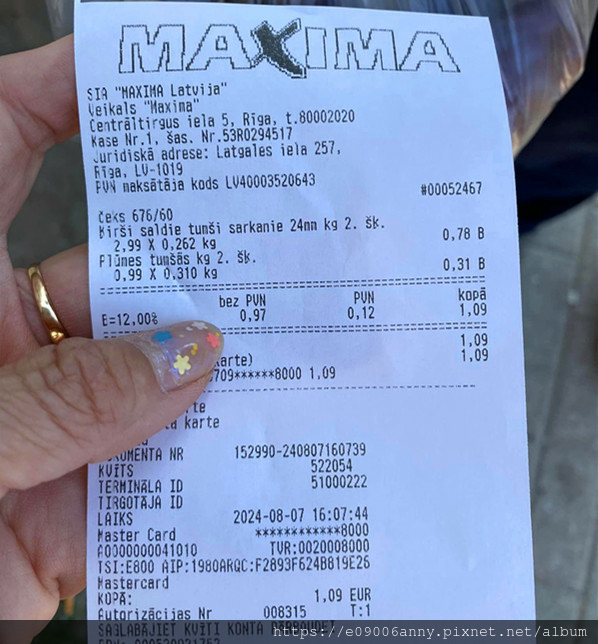 MAXIMA
SIA "MAXIMA Latvija"
Veikals "Maxima"
Centrāltirgus iela 5, Rīga, t.80002020
Kase Nr.1, šas. Nr.53R0294517
Juridiskā adrese: Latgales iela 257,
Rīga, LV-1019
PVN maksātāja kods LV40003520643
#00052467
Čeks 676/60
Ķirši saldie tumši sarkanie 24mm kg 2. šķ.
2.99 X 0,262 kg 0,78 B
Plūmes tumšās kg 2. šķ.
0.99 X 0.310 kg 0,31 B
bez PVN PVN kopā
E=12,00% 0,97 0,12 1,09
1,09
karte) 1,09
709******8000 1,09
karte
NR 152990-240807160739
KVĪTS 522054
TERMINĀLA ID 51000222
TIRGOTĀJA ID
LAIKS 2024-08-07 16:07:44
Master Card ************8000
A0000000041010 TVR:0020008000
TSI:E800 AIP:1980ARQC:F2893F624B819E26
Mastercard
KOPĀ: 1,09 EUR
Autorizācijas Nr 008315 T:1
SAGLABĀJIET KVĪTI KONTA
https://e09006anny.pixnet.net/album